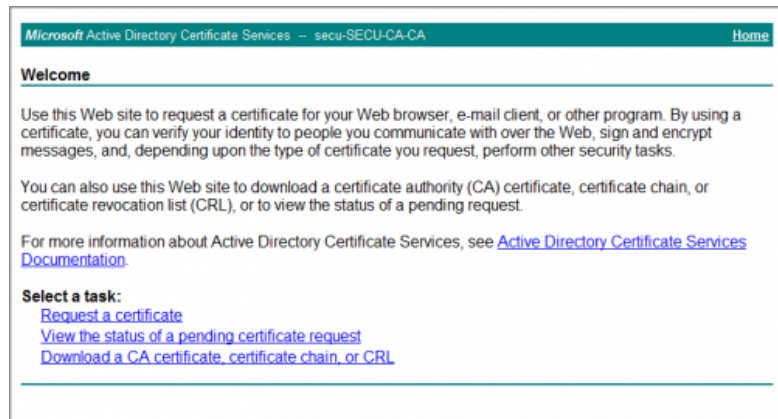 Microsoft Active Directory Certificate Services -- secu-SECU-CA-CA Home
Welcome
Use this Web site to request a certificate for your Web browser, e-mail client, or other program. By using a
certificate, you can verify your identity to people you communicate with over the Web, sign and encrypt
messages, and, depending upon the type of certificate you request, perform other security tasks.
You can also use this Web site to download a certificate authority (CA) certificate, certificate chain, or
certificate revocation list (CRL), or to view the status of a pending request.
For more information about Active Directory Certificate Services, see Active Directory Certificate Services
Documentation.
Select a task:
Request a certificate
View the status of a pending certificate request
Download a CA certificate, certificate chain, or CRL